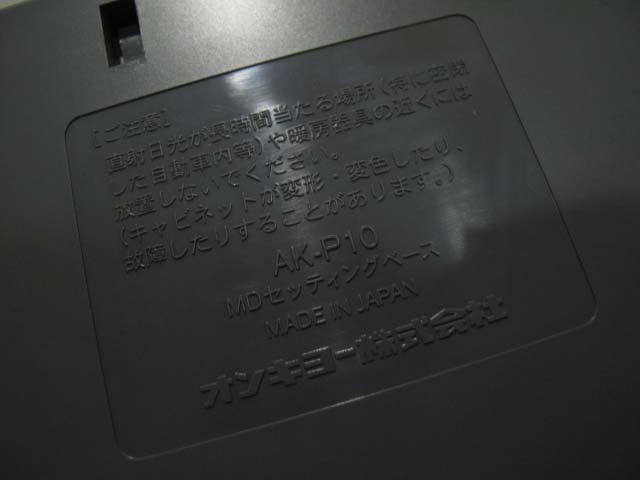 ［ご注意］
直射日光が長時間当たる場所（特に密閉
した自動車内等）や暖房器具の近くには
放置しないでください。
（キャビネットが変形・変色したり、
故障したりすることがあります。）
AK-P10
MDセッティングベース
MADE IN JAPAN
オンキヨー株式会社